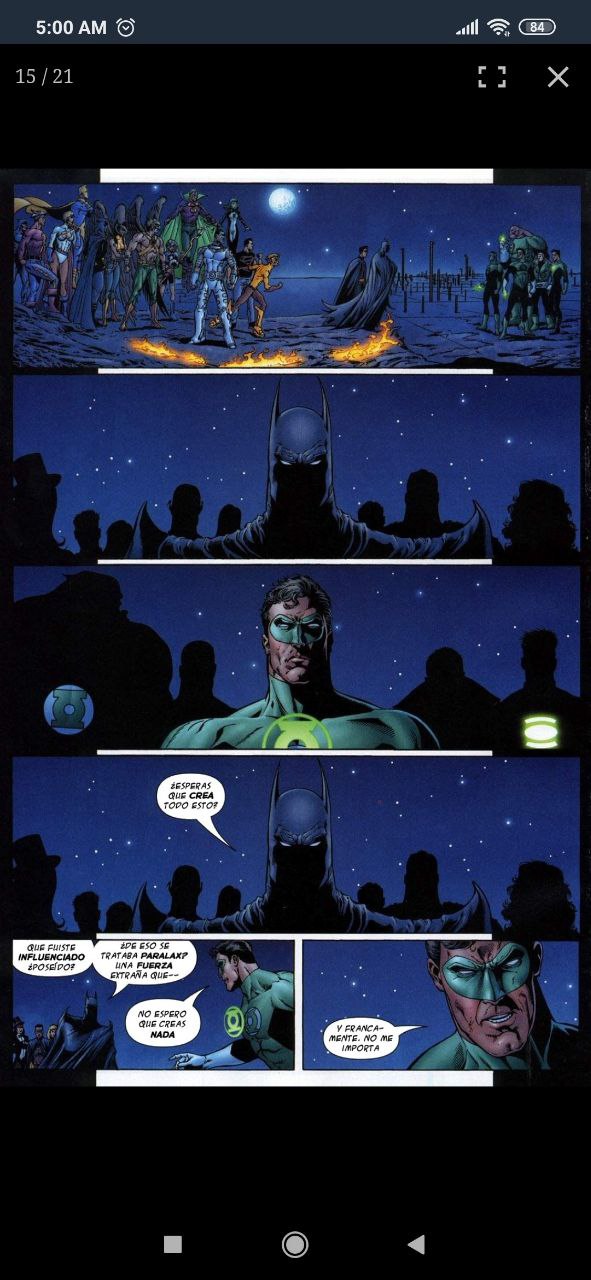 5:00 AM
84
15 / 21
¿ESPERAS
QUE CREA
TODO ESTO?
QUE FUISTE
INFLUENCIADO
¿POSEÍDO?
¿DE ESO SE
TRATABA PARALAX?
UNA FUERZA
EXTRAÑA QUE--
NO ESPERO
QUE CREAS
NADA
Y FRANCA-
MENTE. NO ME
IMPORTA